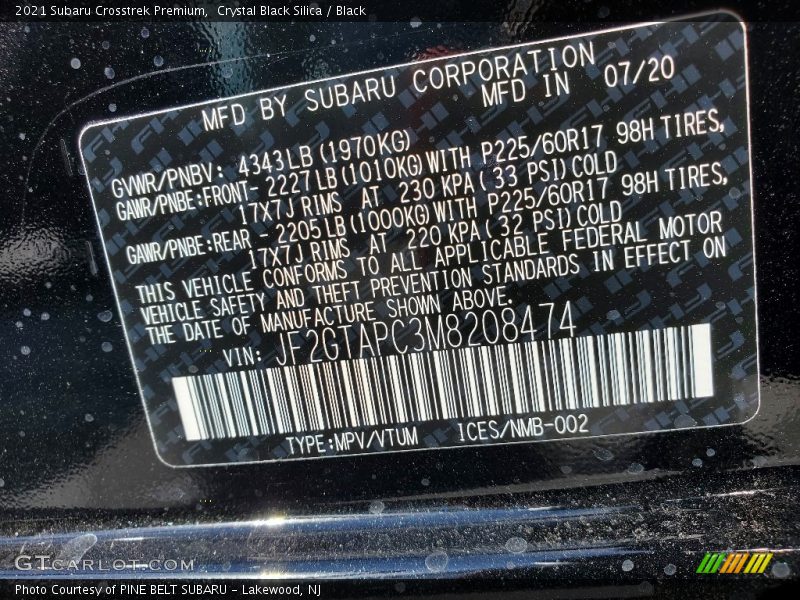 2021 Subaru Crosstrek Premium, Crystal Black Silica / Black
MFD BY SUBARU CORPORATION
MFD IN 07/20
GVWR/PNBV: 4343LB (1970KG)
GAWR/PNBE:FRONT- 2227LB (1010KG) WITH P225/60R17 98H TIRES,
17X7J RIMS AT 230 KPA ( 33 PSI) COLD
GAWR/PNBE:REAR -2205LB (1000KG) WITH P225/60R17 98H TIRES,
17X7J RIMS AT 220 KPA ( 32 PSI) COLD
THIS VEHICLE CONFORMS TO ALL APPLICABLE FEDERAL MOTOR
VEHICLE SAFETY AND THEFT PREVENTION STANDARDS IN EFFECT ON
THE DATE OF MANUFACTURE SHOWN ABOVE.
VIN: JF2GTAPC3M8208474
TYPE:MPV/VTUM ICES/NMB-002
GTcarlot.com
Photo Courtesy of PINE BELT SUBARU - Lakewood, NJ